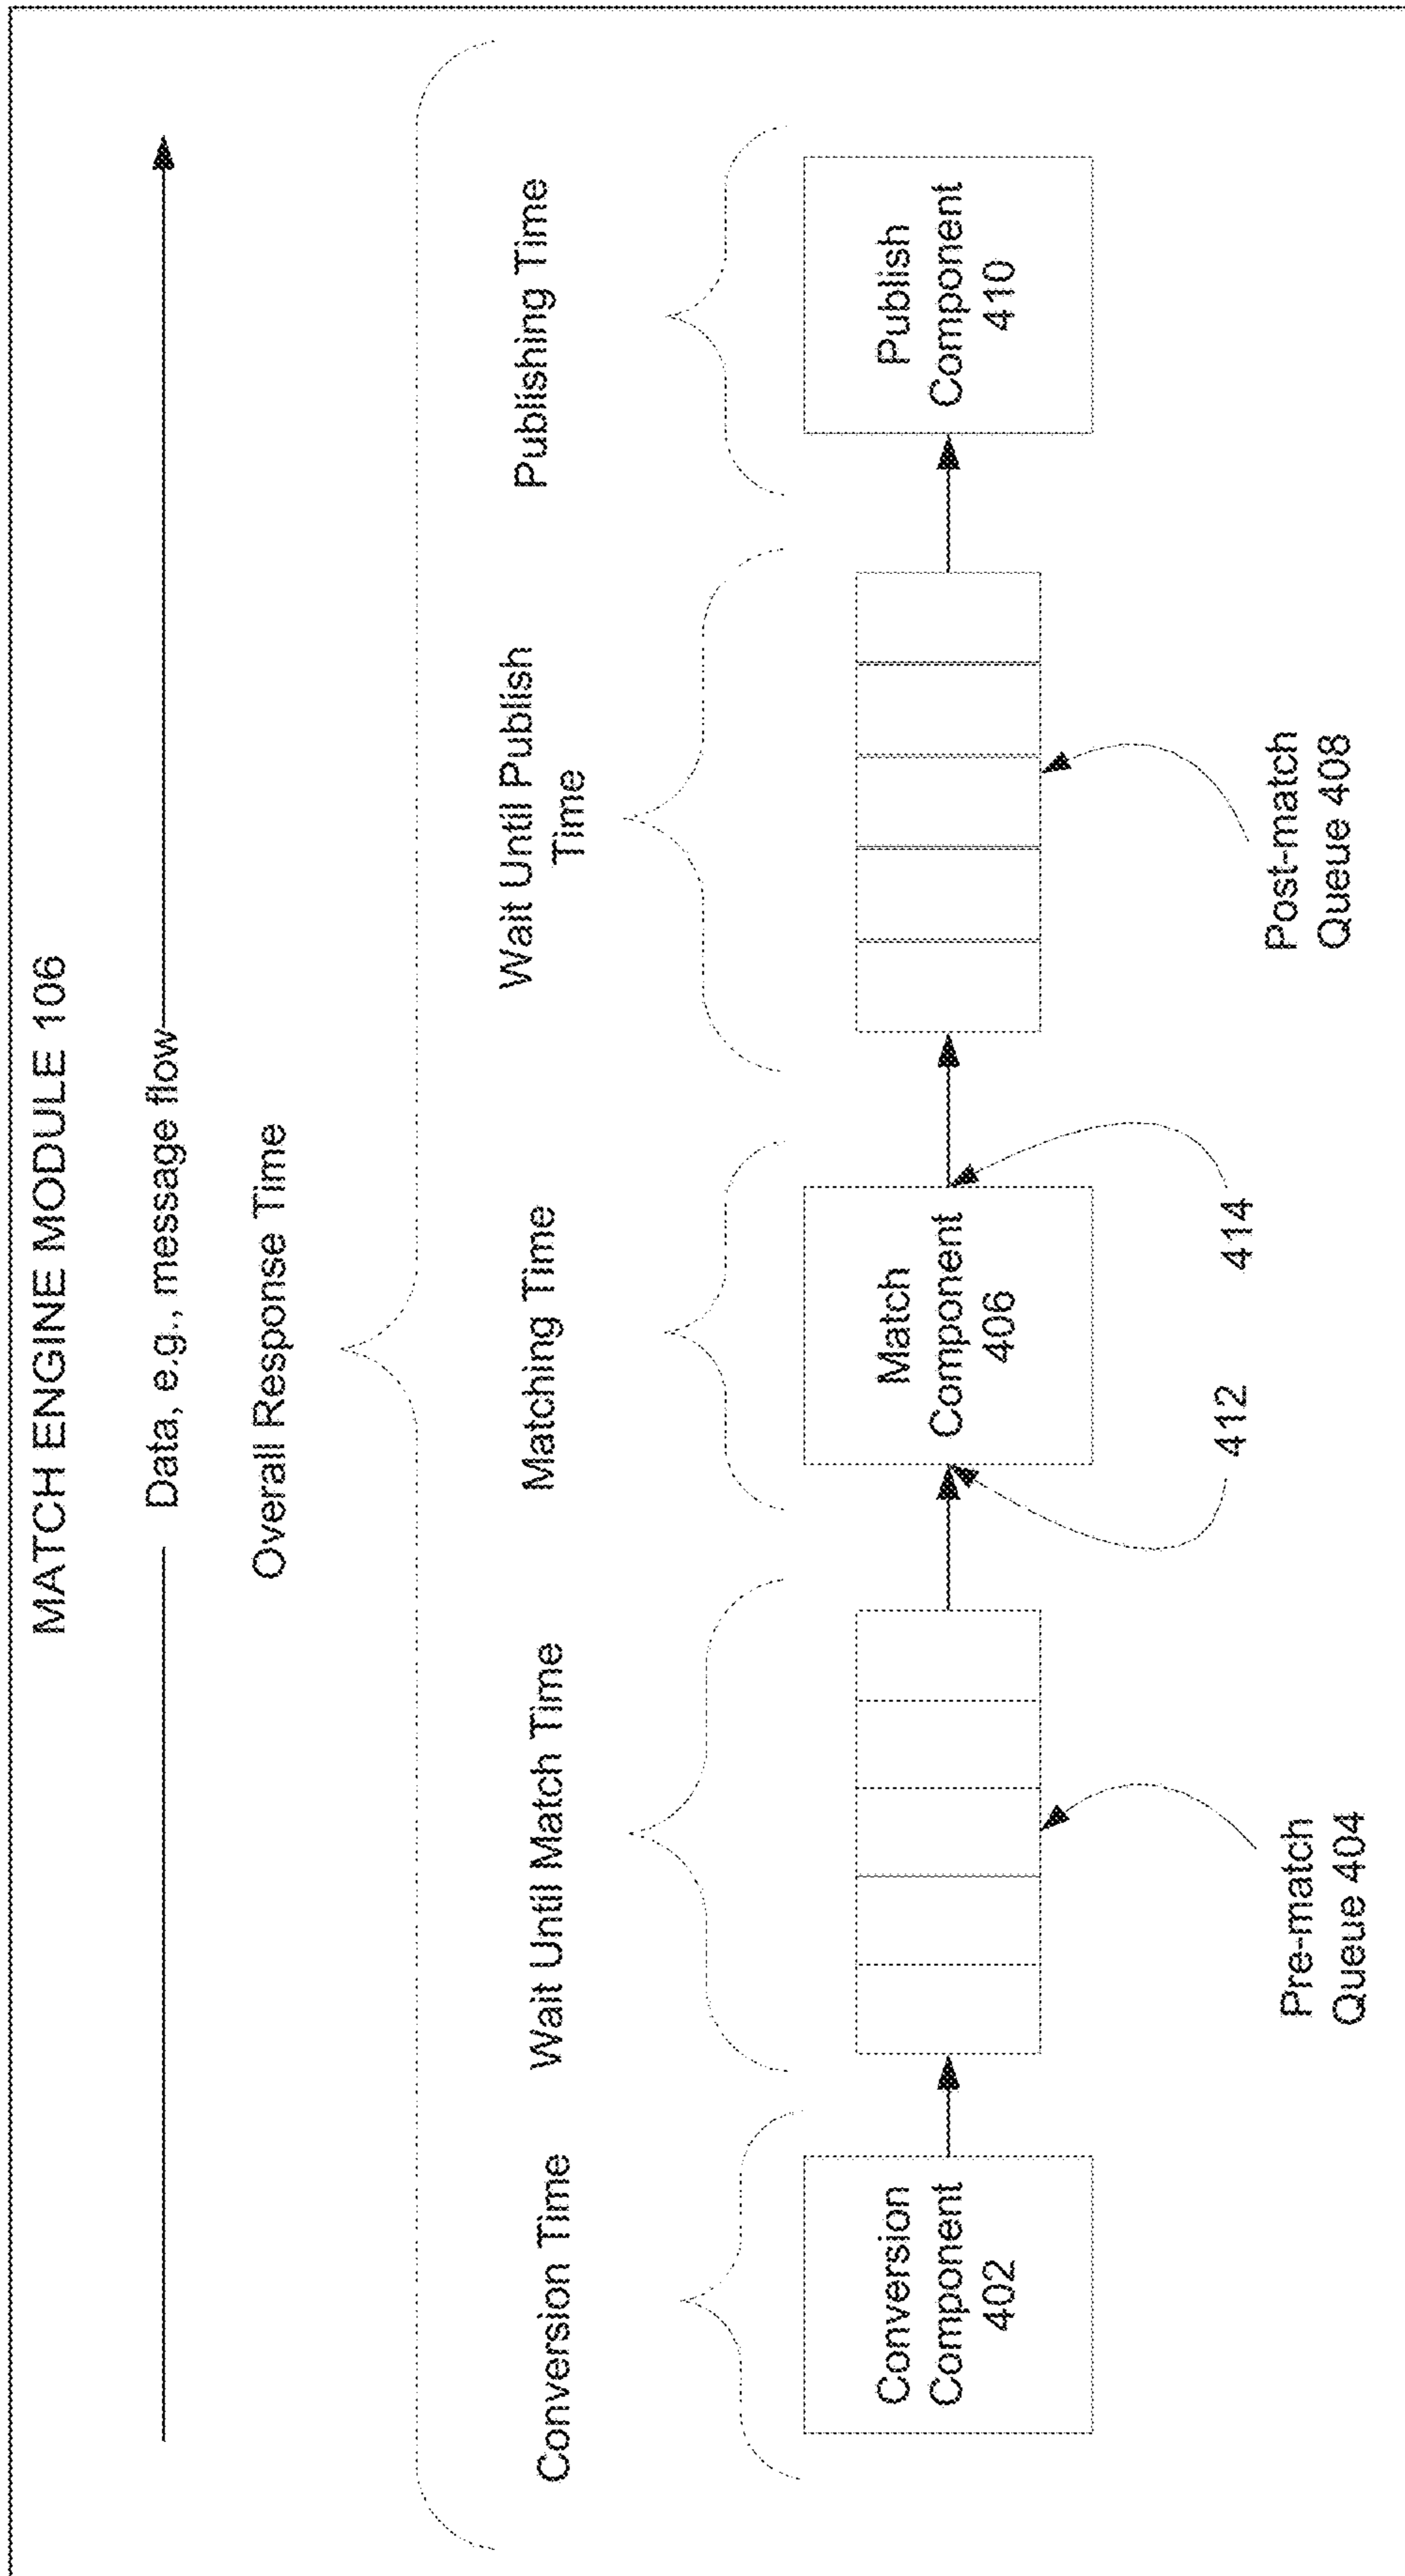 MATCH ENGINE MODULE 106
Data, e.g., message flow
Overall Response Time
Conversion Time
Wait Until Match Time
Matching Time
Wait Until Publish
Time
Publishing Time
Conversion
Component
402
Match
Component
406
Publish
Component
410
412
414
Pre-match
Queue 404
Post-match
Queue 408